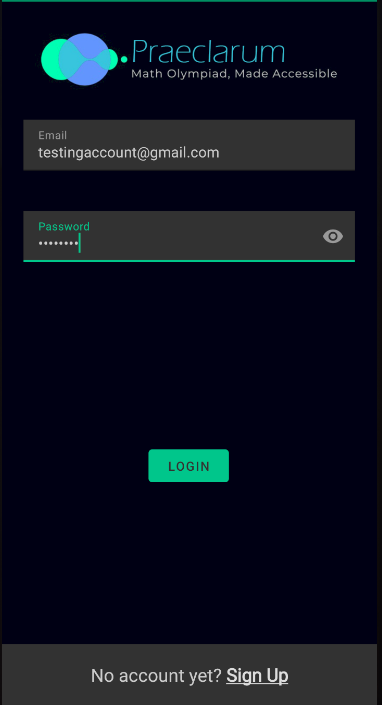 Praeclarum
Math Olympiad, Made Accessible
Email
testingaccount@gmail.com
Password
••••••••
LOGIN
No account yet? Sign Up